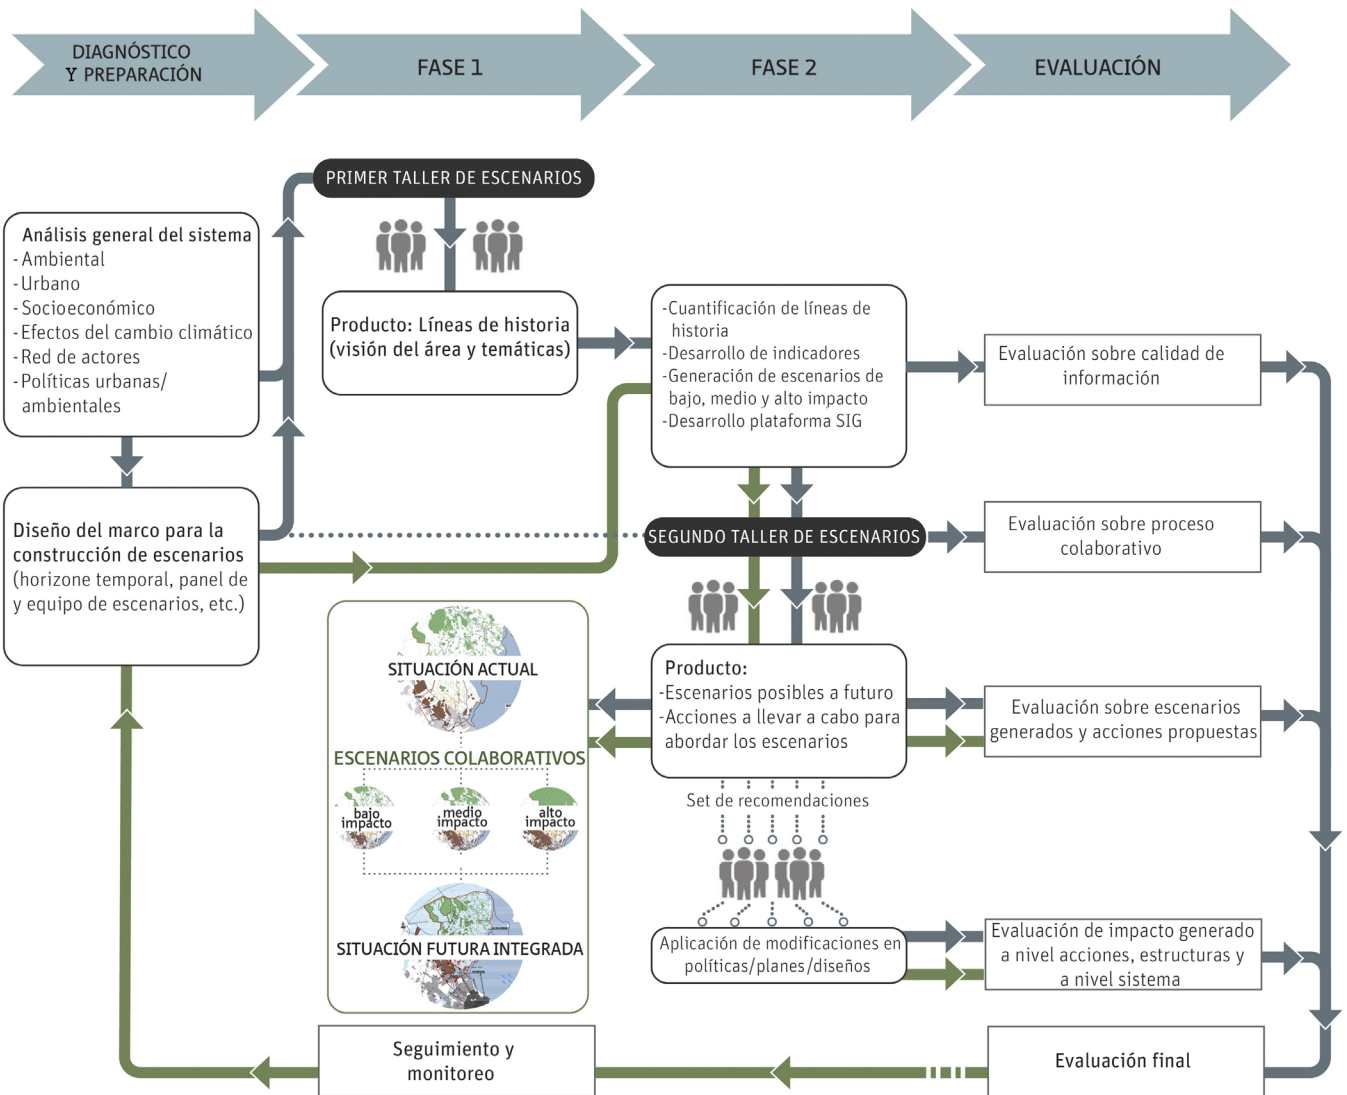 DIAGNÓSTICO
Y PREPARACIÓN
FASE 1
FASE 2
EVALUACIÓN
PRIMER TALLER DE ESCENARIOS
Análisis general del sistema
- Ambiental
- Urbano
- Socioeconómico
- Efectos del cambio climático
- Red de actores
- Políticas urbanas/
ambientales
Diseño del marco para la
construcción de escenarios
(horizone temporal, panel de
y equipo de escenarios, etc.)
Producto: Líneas de historia
(visión del área y temáticas)
-Cuantificación de líneas de
historia
-Desarrollo de indicadores
-Generación de escenarios de
bajo, medio y alto impacto
-Desarrollo plataforma SIG
SEGUNDO TALLER DE ESCENARIOS
Producto:
-Escenarios posibles a futuro
-Acciones a llevar a cabo para
abordar los escenarios
Set de recomendaciones
Aplicación de modificaciones en
políticas/planes/diseños
SITUACIÓN ACTUAL
ESCENARIOS COLABORATIVOS
bajo
impacto
medio
impacto
alto
impacto
SITUACIÓN FUTURA INTEGRADA
Evaluación sobre calidad de
información
Evaluación sobre proceso
colaborativo
Evaluación sobre escenarios
generados y acciones propuestas
Evaluación de impacto generado
a nivel acciones, estructuras y
a nivel sistema
Evaluación final
Seguimiento y
monitoreo